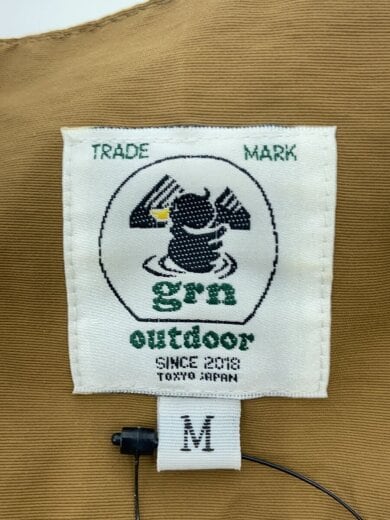 TRADE MARK
grn
outdoor
SINCE 2018
TOKYO JAPAN
M